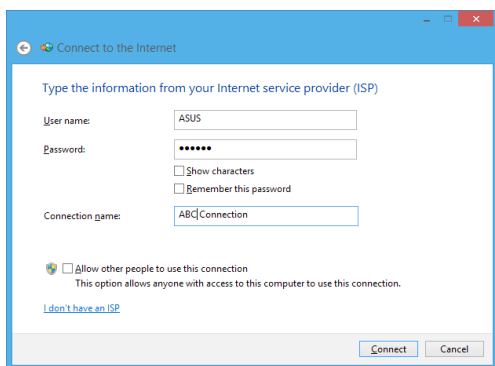 Connect to the Internet
Type the information from your Internet service provider (ISP)
User name: ASUS
Password: ●●●●●●
Show characters
Remember this password
Connection name: ABC Connection
Allow other people to use this connection
This option allows anyone with access to this computer to use this connection.
I don't have an ISP
Connect Cancel